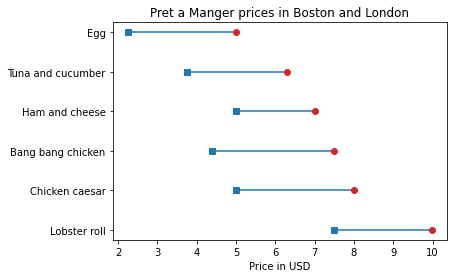 Pret a Manger prices in Boston and London
Egg
Tuna and cucumber
Ham and cheese
Bang bang chicken
Chicken caesar
Lobster roll
2 3 4 5 6 7 8 9 10
Price in USD